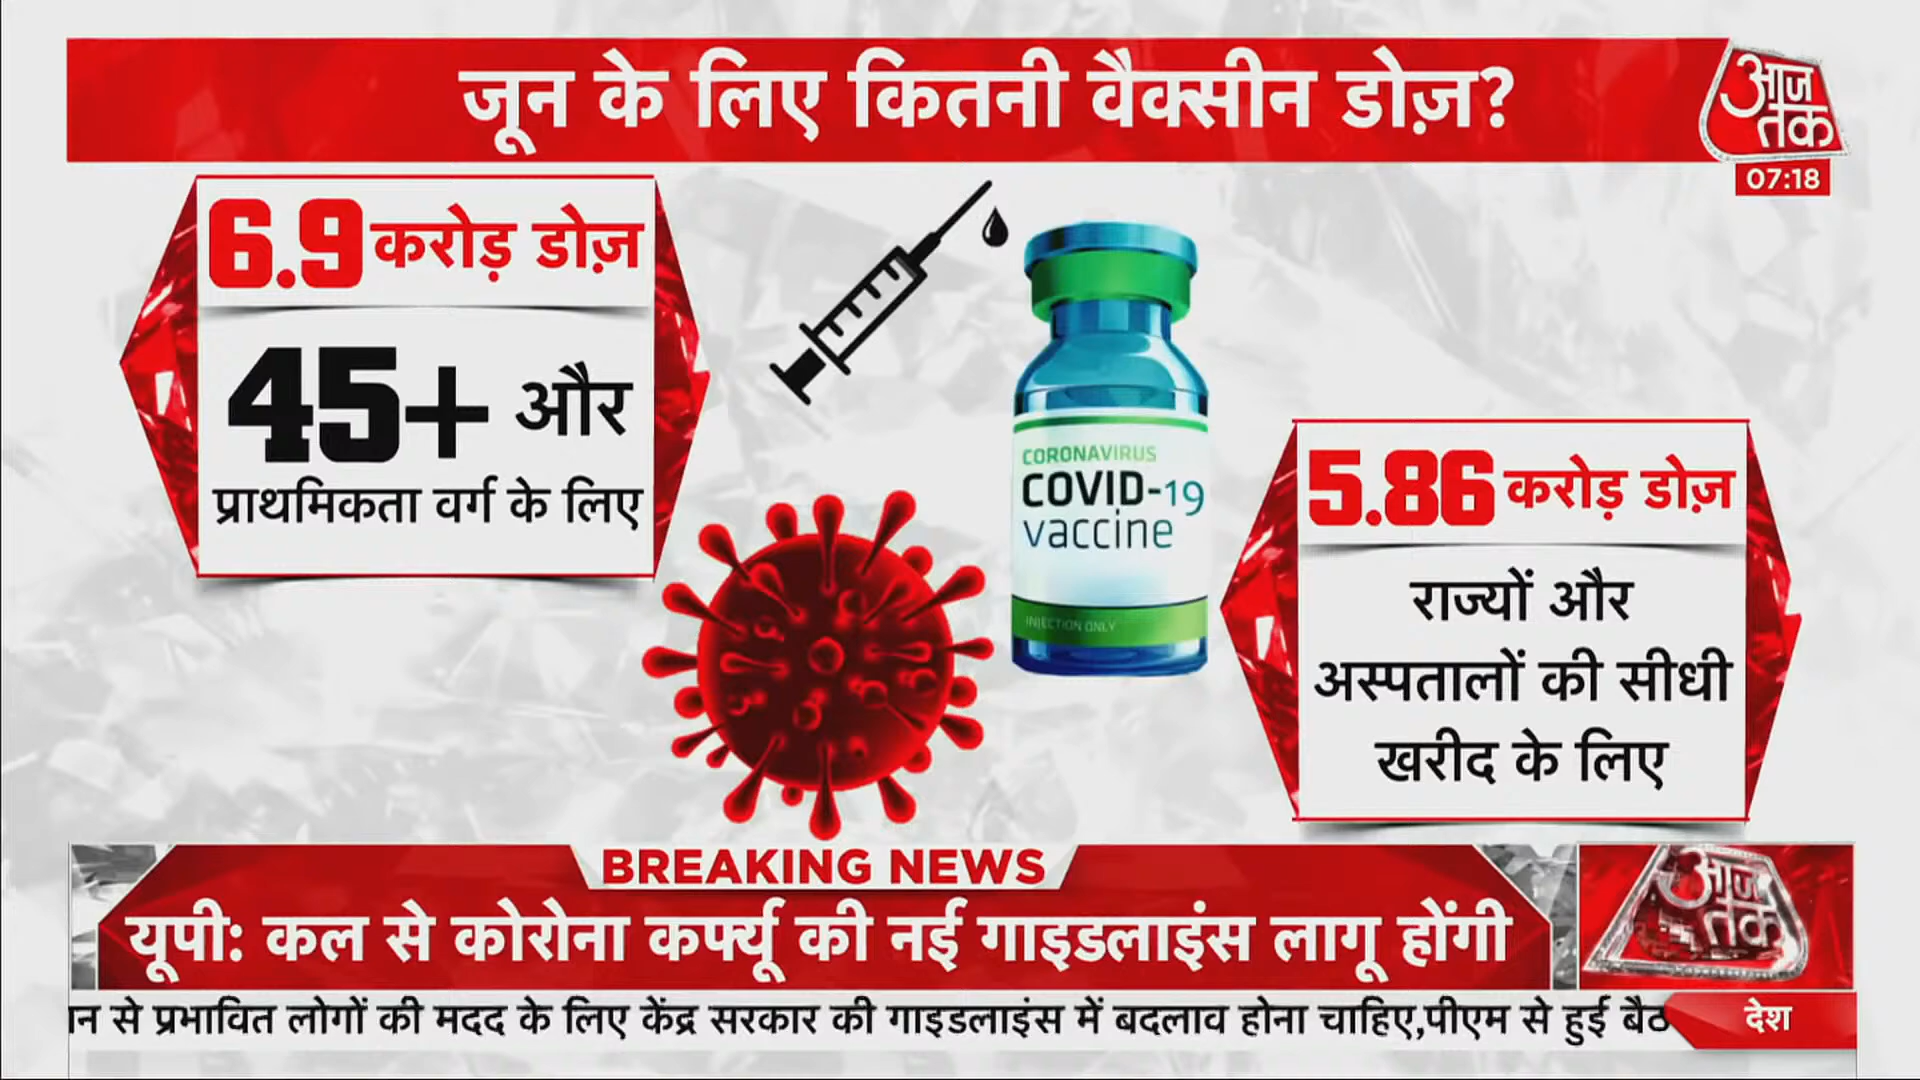 जून के लिए कितनी वैक्सीन डोज़?
आज
तक
07:18
6.9 करोड़ डोज़
45+ और
प्राथमिकता वर्ग के लिए
CORONAVIRUS
COVID-19
vaccine
INJECTION ONLY
5.86 करोड़ डोज़
राज्यों और
अस्पतालों की सीधी
खरीद के लिए
BREAKING NEWS
यूपी: कल से कोरोना कर्फ्यू की नई गाइडलाइंस लागू होंगी
आज
तक
न से प्रभावित लोगों की मदद के लिए केंद्र सरकार की गाइडलाइंस में बदलाव होना चाहिए,पीएम से हुई बैठ
देश